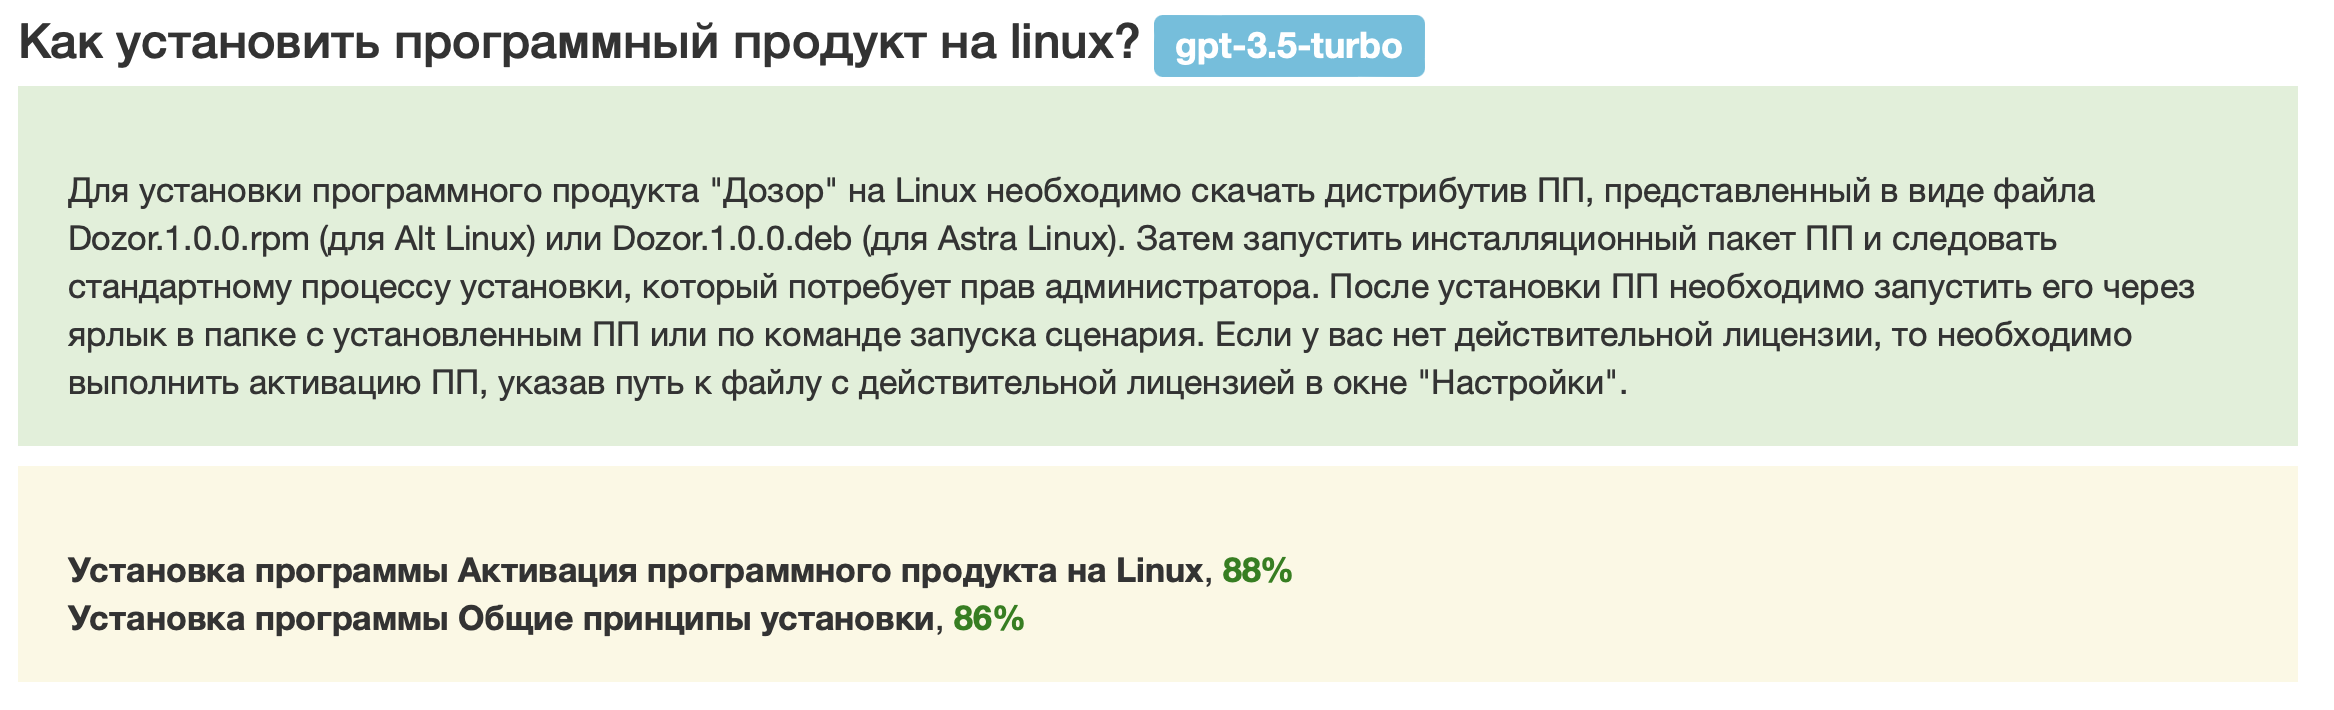 Как установить программный продукт на linux? gpt-3.5-turbo
Для установки программного продукта "Дозор" на Linux необходимо скачать дистрибутив ПП, представленный в виде файла
Dozor.1.0.0.rpm (для Alt Linux) или Dozor.1.0.0.deb (для Astra Linux). Затем запустить инсталляционный пакет ПП и следовать
стандартному процессу установки, который потребует прав администратора. После установки ПП необходимо запустить его через
ярлык в папке с установленным ПП или по команде запуска сценария. Если у вас нет действительной лицензии, то необходимо
выполнить активацию ПП, указав путь к файлу с действительной лицензией в окне "Настройки".
Установка программы Активация программного продукта на Linux, 88%
Установка программы Общие принципы установки, 86%